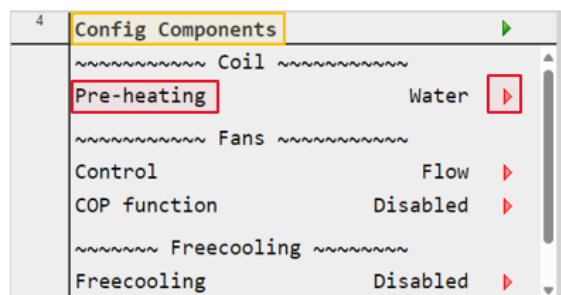 4
Config Components
~~~~~~~~~~~ Coil ~~~~~~~~~~~
Pre-heating Water
~~~~~~~~~~~ Fans ~~~~~~~~~~~
Control Flow
COP function Disabled
~~~~~~~ Freecooling ~~~~~~~~
Freecooling Disabled